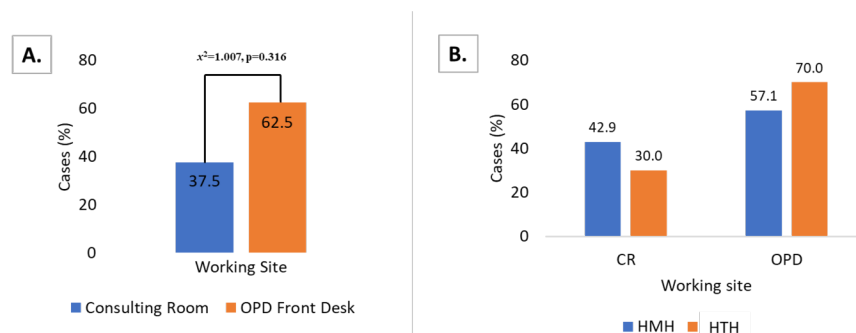 A.
x²=1.007, p=0.316
80
60
40
20
0
Cases (%)
37.5
62.5
Working Site
Consulting Room
OPD Front Desk
B.
80
60
40
20
0
Cases (%)
42.9
30.0
57.1
70.0
CR
OPD
Working site
HMH
HTH